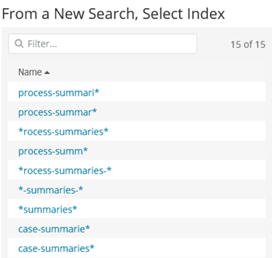 From a New Search, Select Index
Filter...
15 of 15
Name
process-summari*
process-summar*
*rocess-summaries*
process-summ*
*rocess-summaries-*
*-summaries-*
*summaries*
case-summarie*
case-summaries*